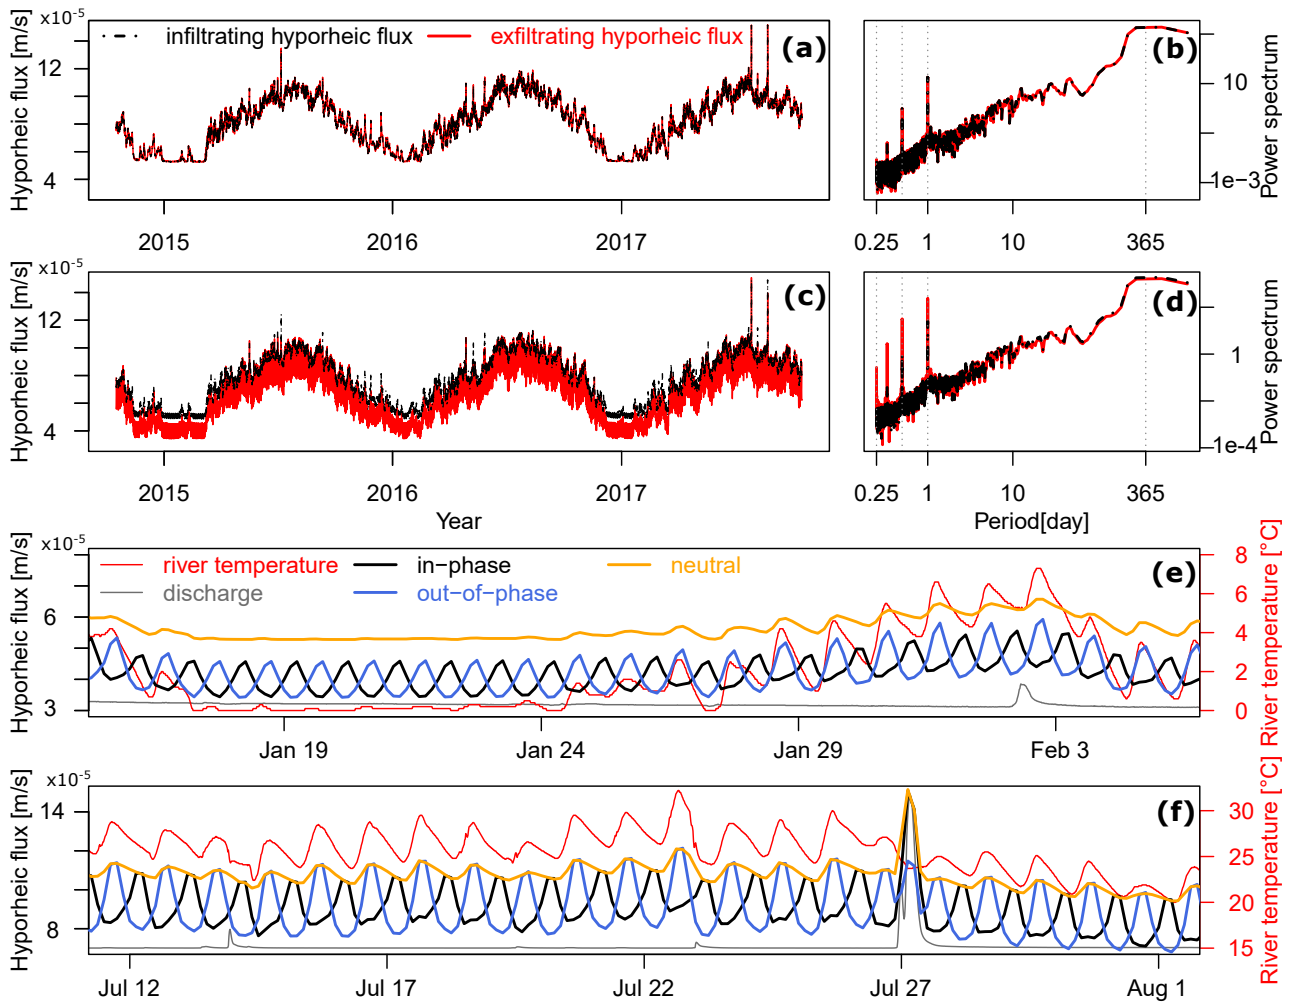 x10-5
Hyporheic flux [m/s]
infiltrating hyporheic flux
exfiltrating hyporheic flux
(a)
12
4
2015
2016
2017
(b)
10
1e−3
Power spectrum
0.25
1
10
365
x10-5
Hyporheic flux [m/s]
(c)
12
4
2015
2016
2017
Year
(d)
1
1e−4
Power spectrum
0.25
1
10
365
Period[day]
x10-5
Hyporheic flux [m/s]
river temperature
in−phase
neutral
discharge
out−of−phase
(e)
6
3
8
6
4
2
0
River temperature [°C]
Jan 19
Jan 24
Jan 29
Feb 3
x10-5
Hyporheic flux [m/s]
(f)
14
8
30
25
20
15
River temperature [°C]
Jul 12
Jul 17
Jul 22
Jul 27
Aug 1